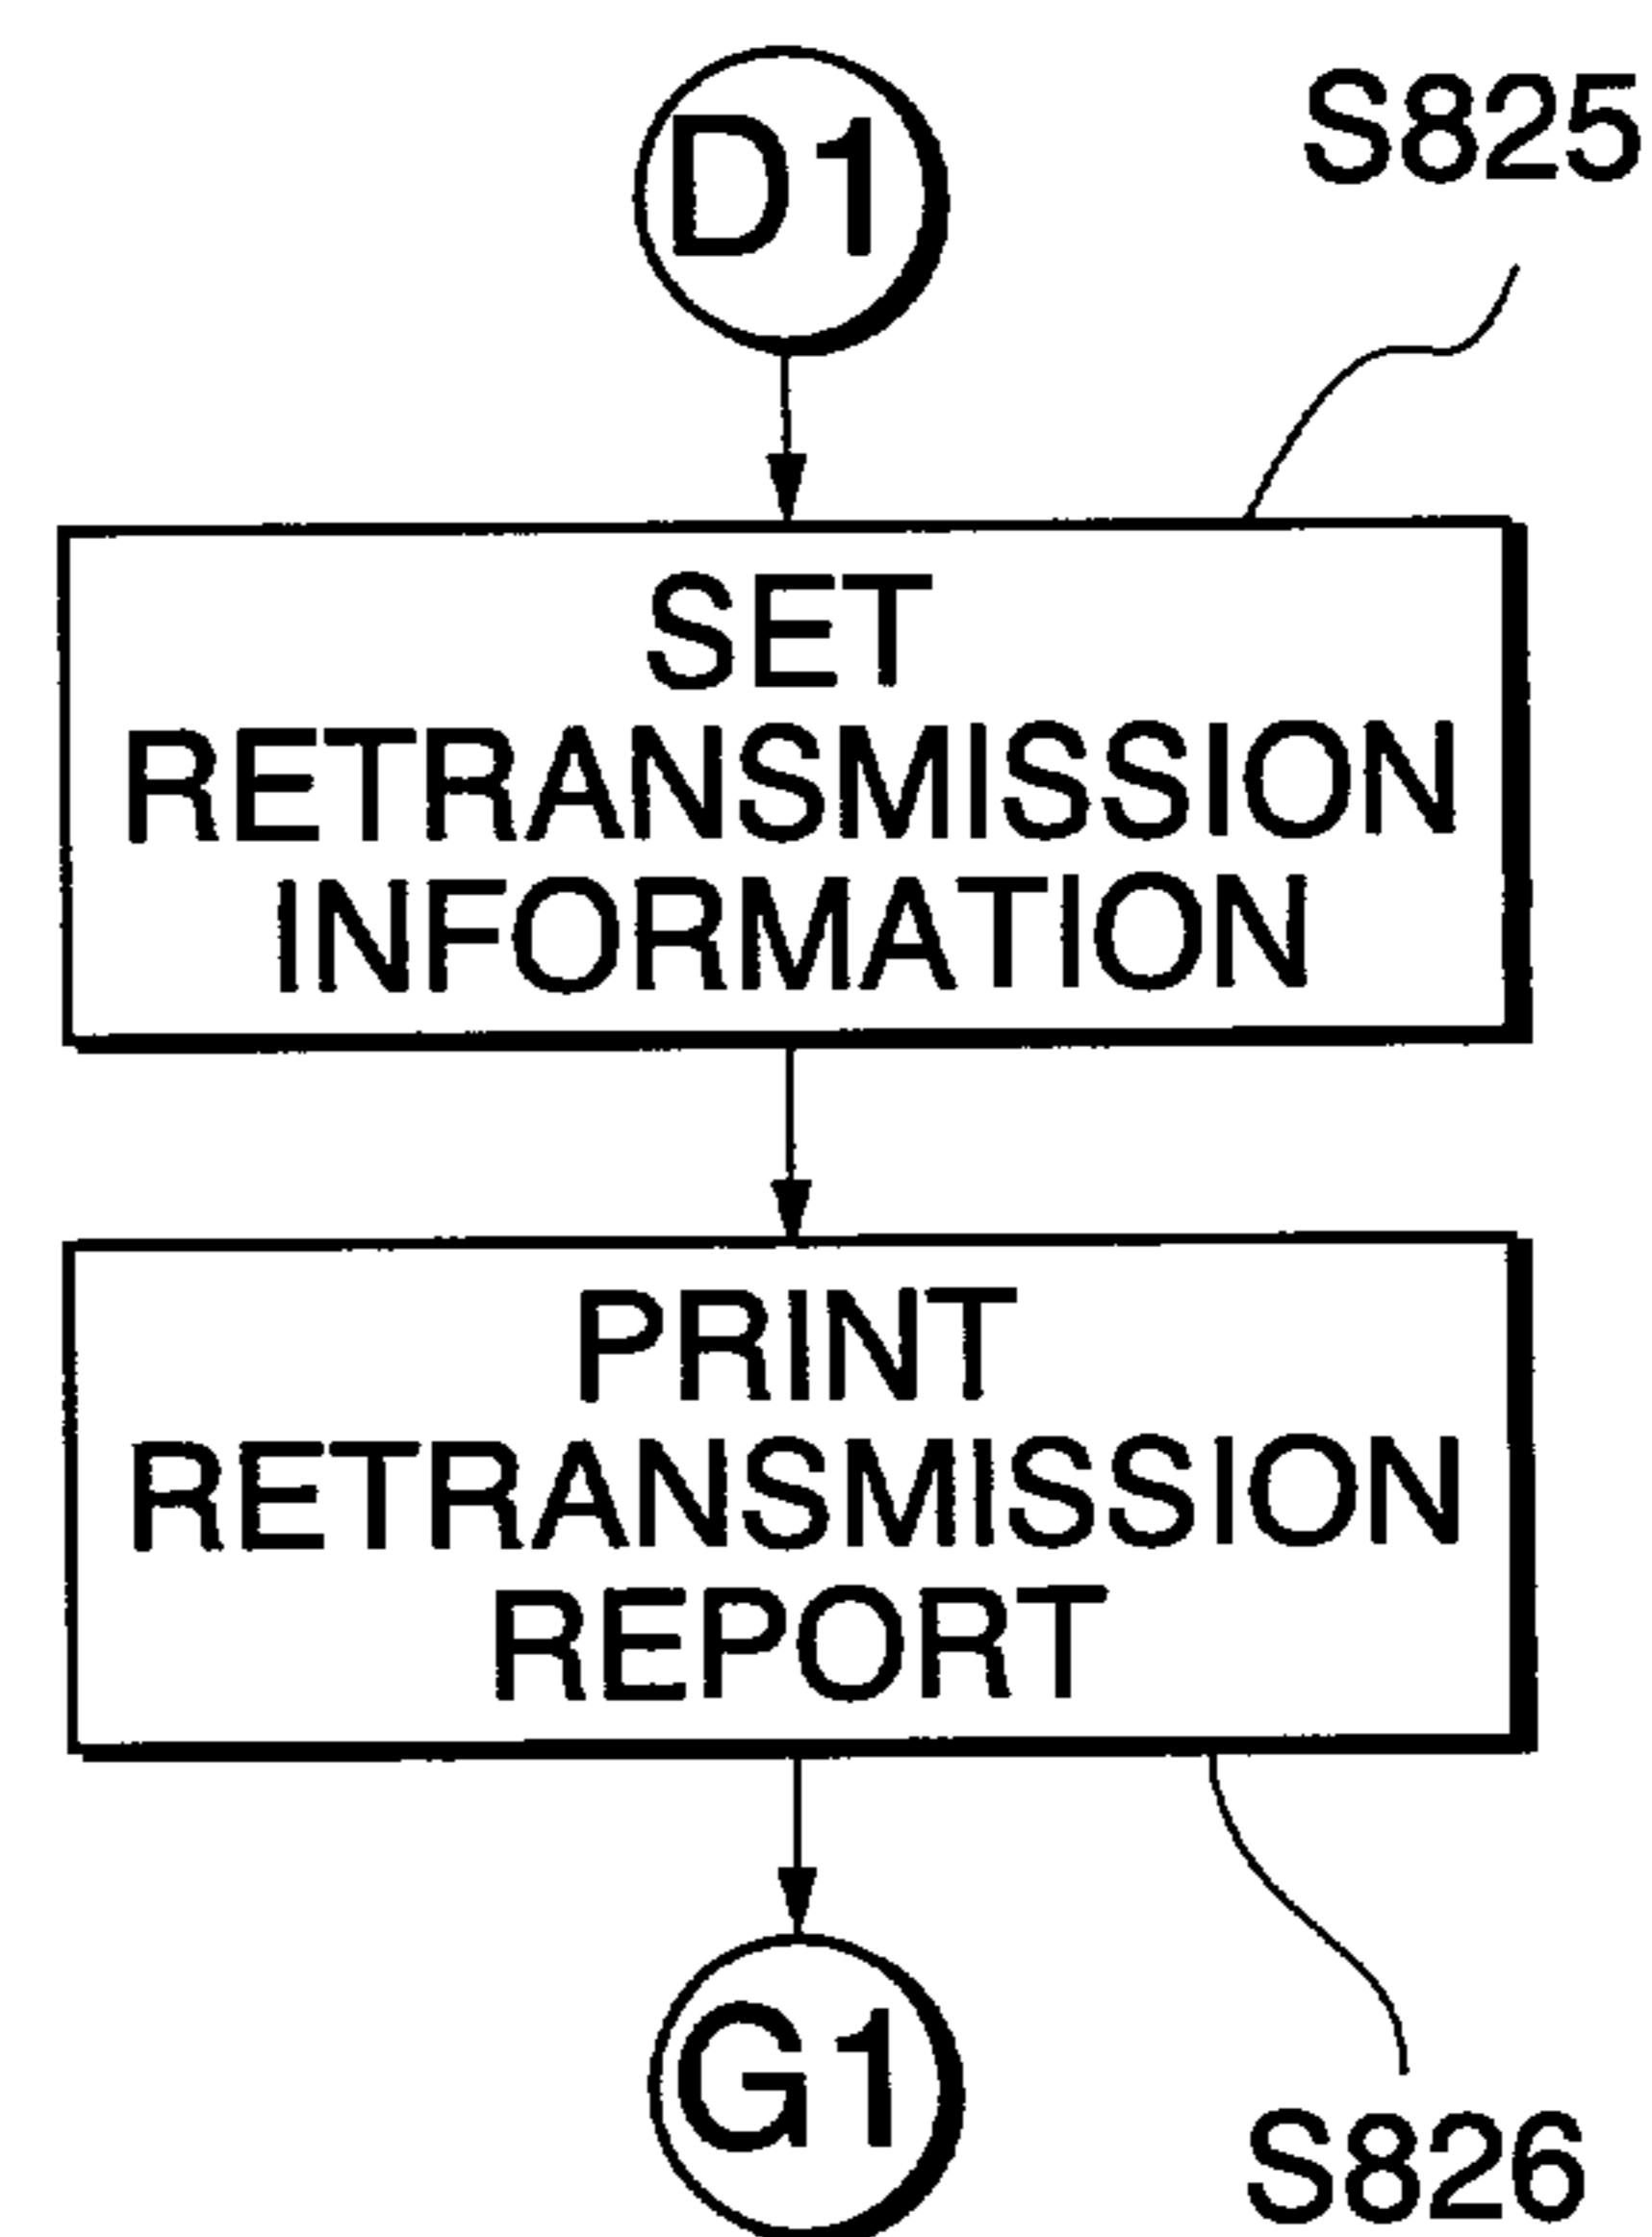 D1
S825
SET
RETRANSMISSION
INFORMATION
PRINT
RETRANSMISSION
REPORT
G1
S826